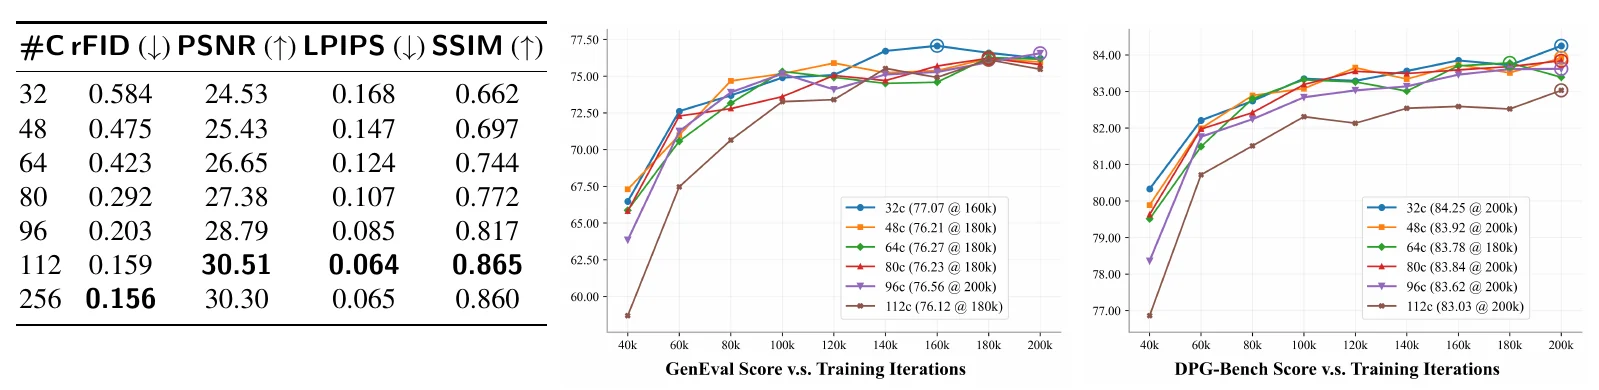 #C rFID (↓) PSNR (↑) LPIPS (↓) SSIM (↑)
32 0.584 24.53 0.168 0.662
48 0.475 25.43 0.147 0.697
64 0.423 26.65 0.124 0.744
80 0.292 27.38 0.107 0.772
96 0.203 28.79 0.085 0.817
112 0.159 30.51 0.064 0.865
256 0.156 30.30 0.065 0.860
77.50
75.00
72.50
70.00
67.50
65.00
62.50
60.00
32c (77.07 @ 160k)
48c (76.21 @ 180k)
64c (76.27 @ 180k)
80c (76.23 @ 180k)
96c (76.56 @ 200k)
112c (76.12 @ 180k)
40k 60k 80k 100k 120k 140k 160k 180k 200k
GenEval Score v.s. Training Iterations
84.00
83.00
82.00
81.00
80.00
79.00
78.00
77.00
32c (84.25 @ 200k)
48c (83.92 @ 200k)
64c (83.78 @ 180k)
80c (83.84 @ 200k)
96c (83.62 @ 200k)
112c (83.03 @ 200k)
40k 60k 80k 100k 120k 140k 160k 180k 200k
DPG-Bench Score v.s. Training Iterations